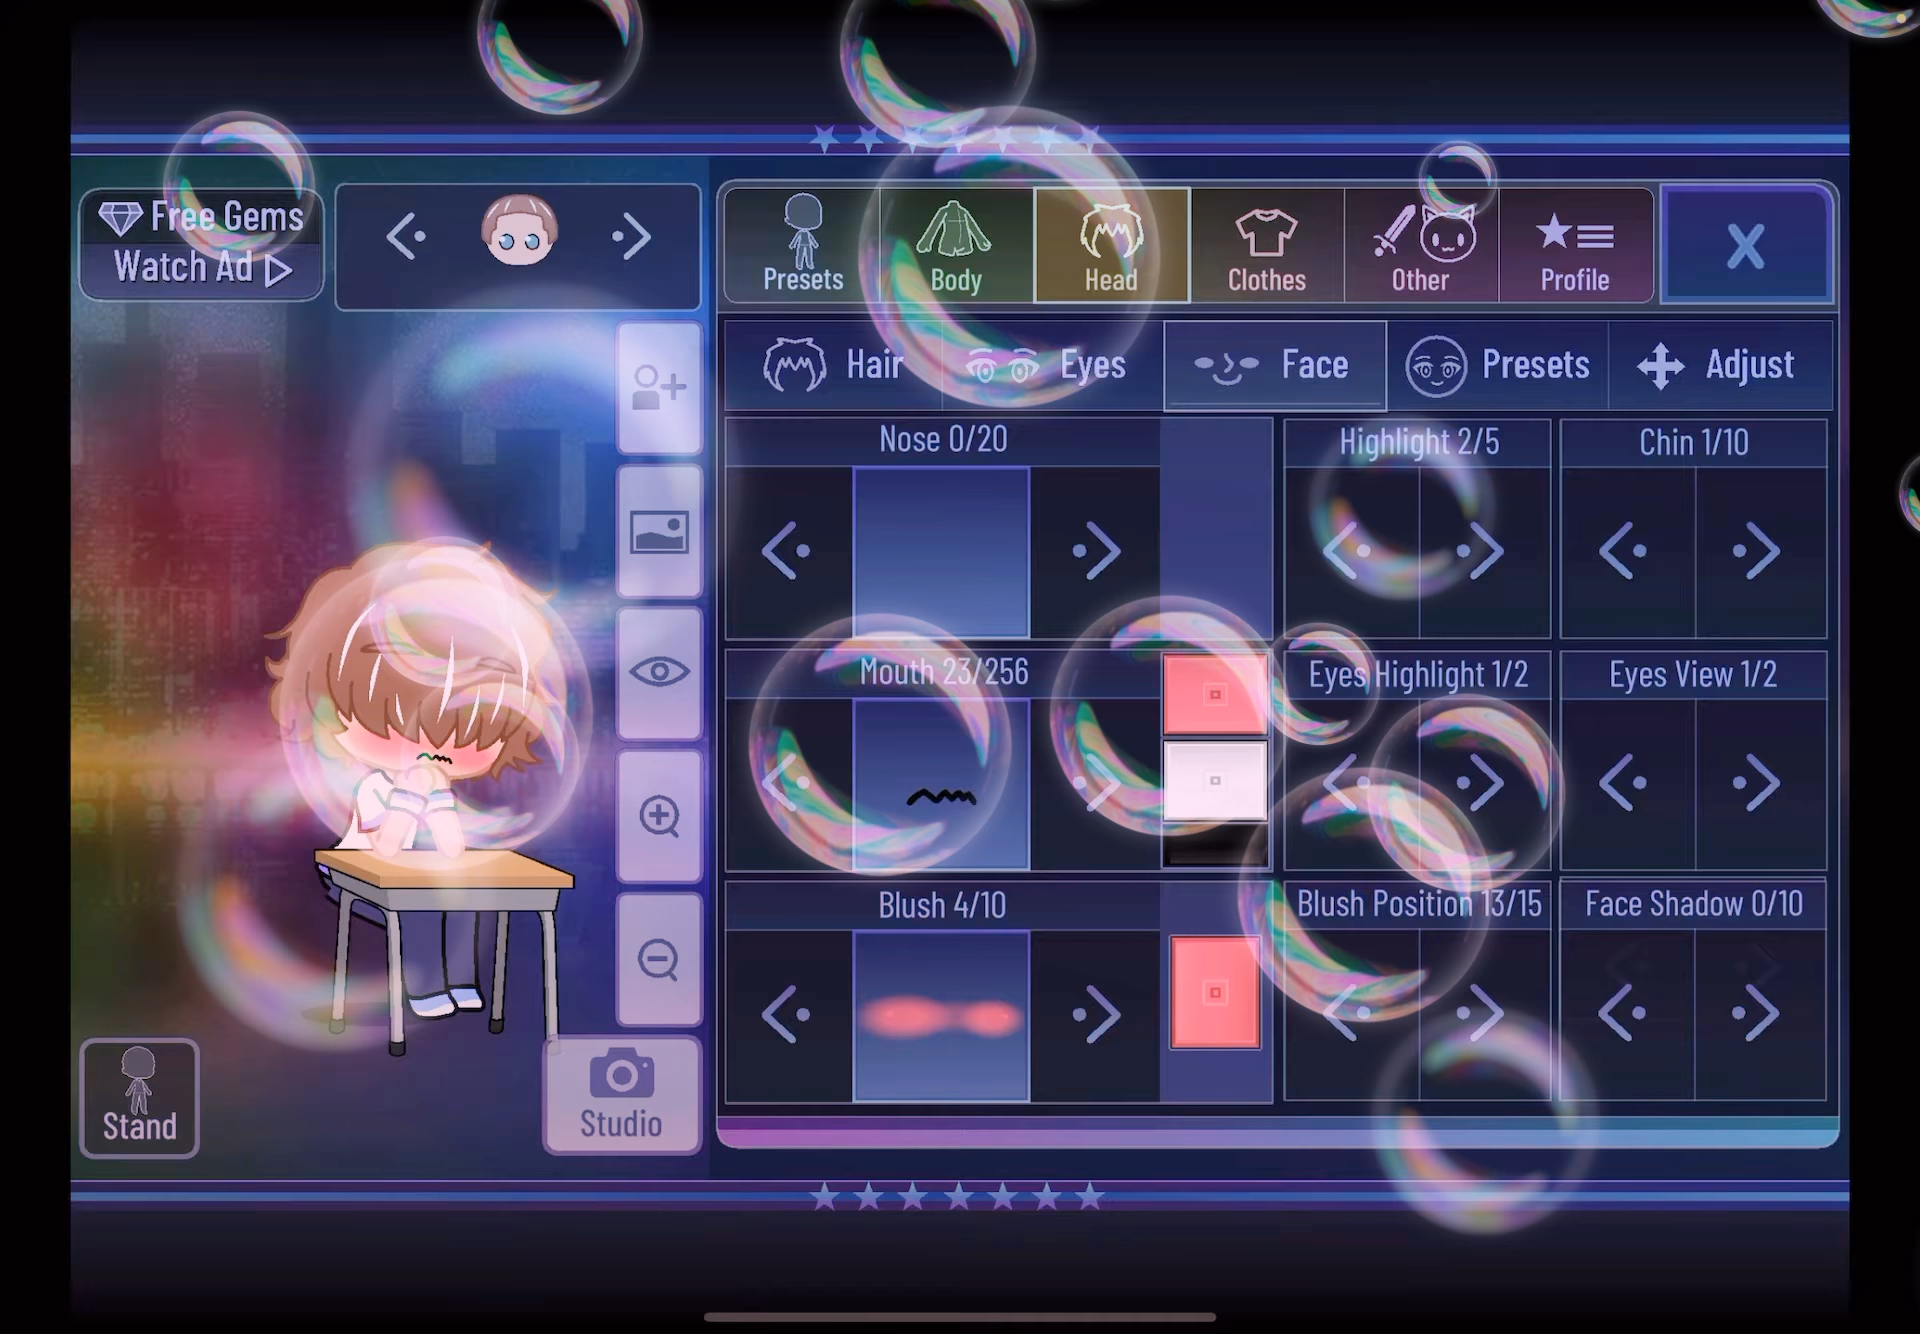 Free Gems
Watch Ad
Presets
Body
Head
Clothes
Other
Profile
X
Hair
Eyes
Face
Presets
Adjust
Nose 0/20
Highlight 2/5
Chin 1/10
Mouth 23/256
Eyes Highlight 1/2
Eyes View 1/2
Blush 4/10
Blush Position 13/15
Face Shadow 0/10
Stand
Studio